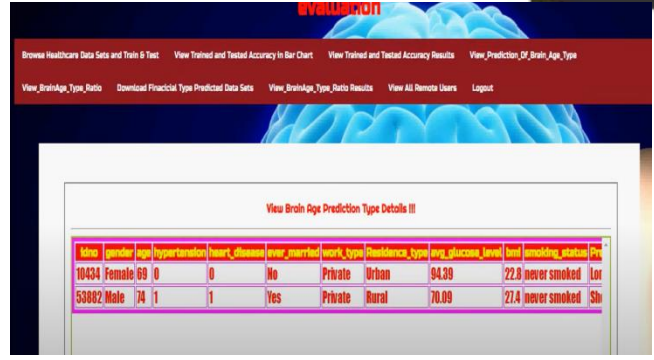 evaluation
Browse Healthcare Data Sets and Train & Test View Trained and Tested Accuracy in Bar Chart View Trained and Tested Accuracy Results View_Prediction_Of_Brain_Age_Type
View_BrainAge_Type_Ratio Download Finacicial Type Predicted Data Sets View_BrainAge_Type_Ratio Results View All Remote Users Logout
View Brain Age Prediction Type Details !!!
idno gender age hypertension heart_disease ever_married work_type Residence_type avg_glucose_level bmi smoking_status Pre
10434 Female 69 0 0 No Private Urban 94.39 22.8 never smoked Lon
53882 Male 74 1 1 Yes Private Rural 70.09 27.4 never smoked Sho